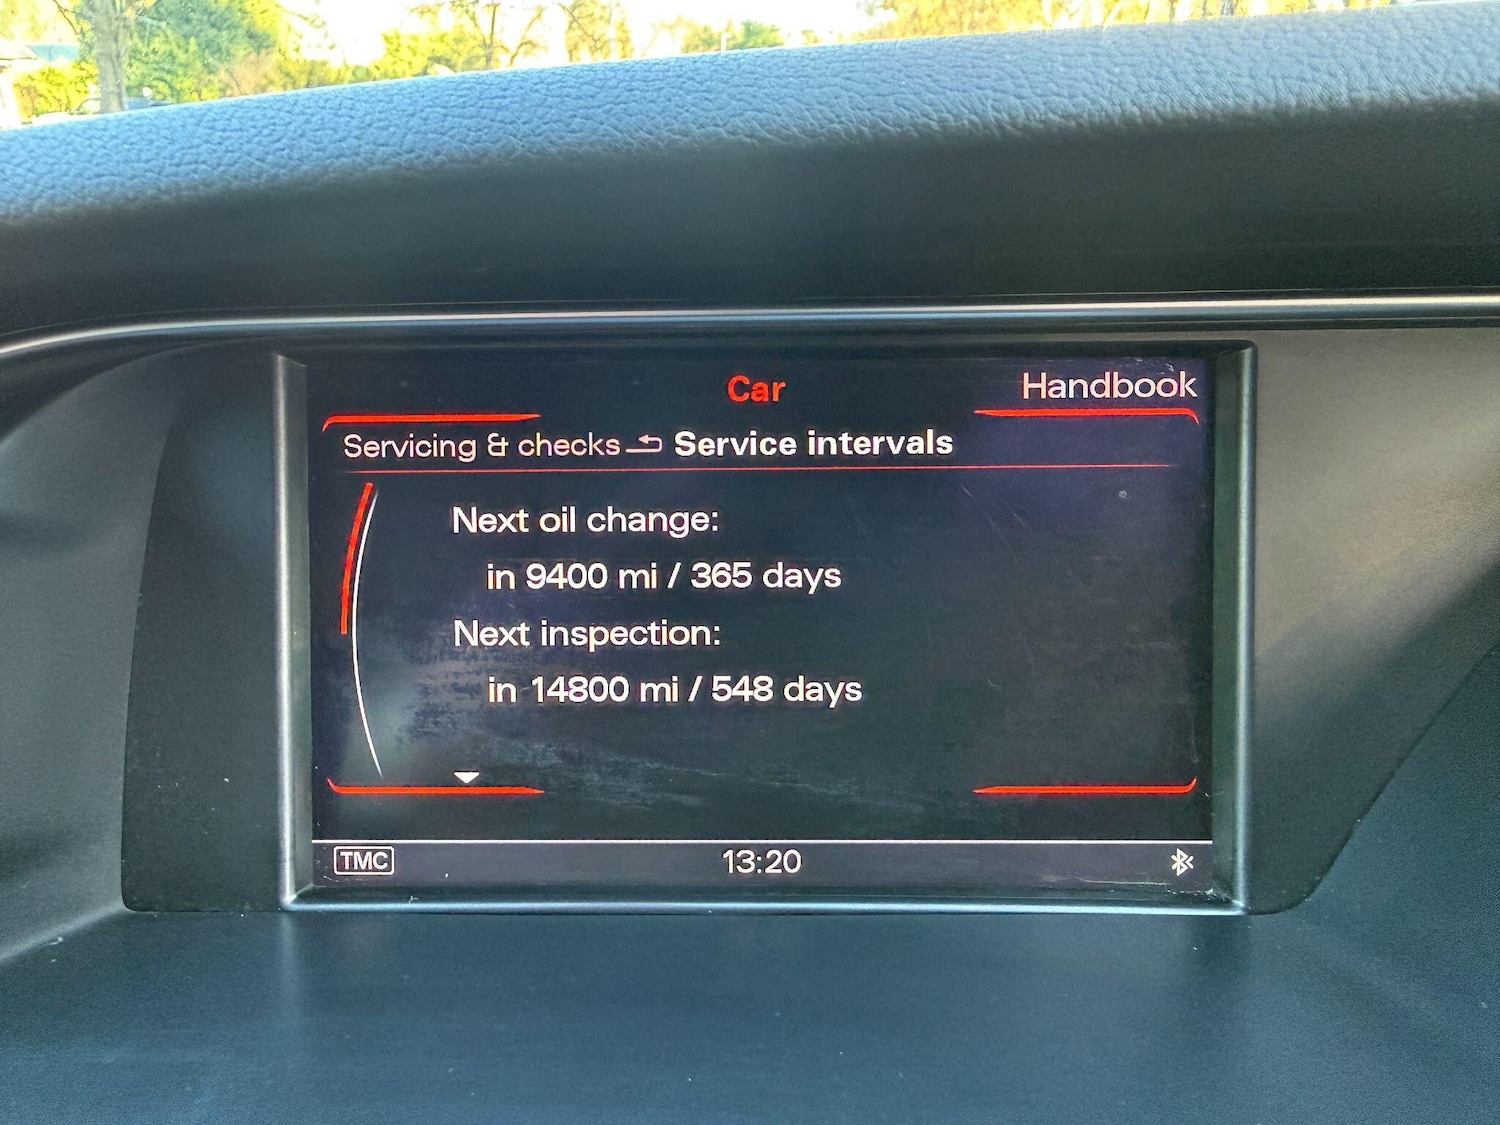 Car
Handbook
Servicing & checks Service intervals
Next oil change:
in 9400 mi / 365 days
Next inspection:
in 14800 mi / 548 days
TMC
13:20